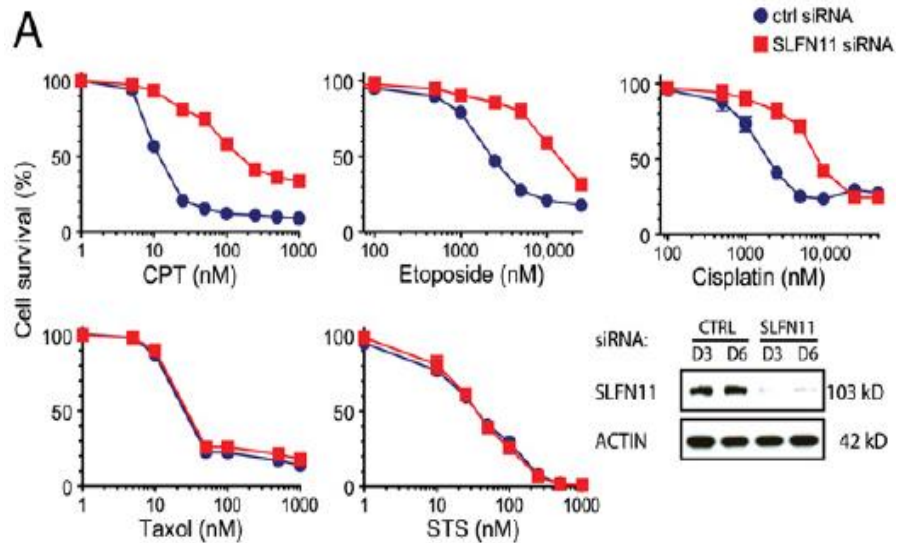 A
ctrl siRNA
SLFN11 siRNA
Cell survival (%)
100
50
0
1 10 100 1000
CPT (nM)
100
50
0
100 1000 10,000
Etoposide (nM)
100
50
0
100 1000 10,000
Cisplatin (nM)
100
50
0
1 10 100 1000
Taxol (nM)
100
50
0
1 10 100 1000
STS (nM)
siRNA: CTRL SLFN11
D3 D6 D3 D6
SLFN11 103 kD
ACTIN 42 kD